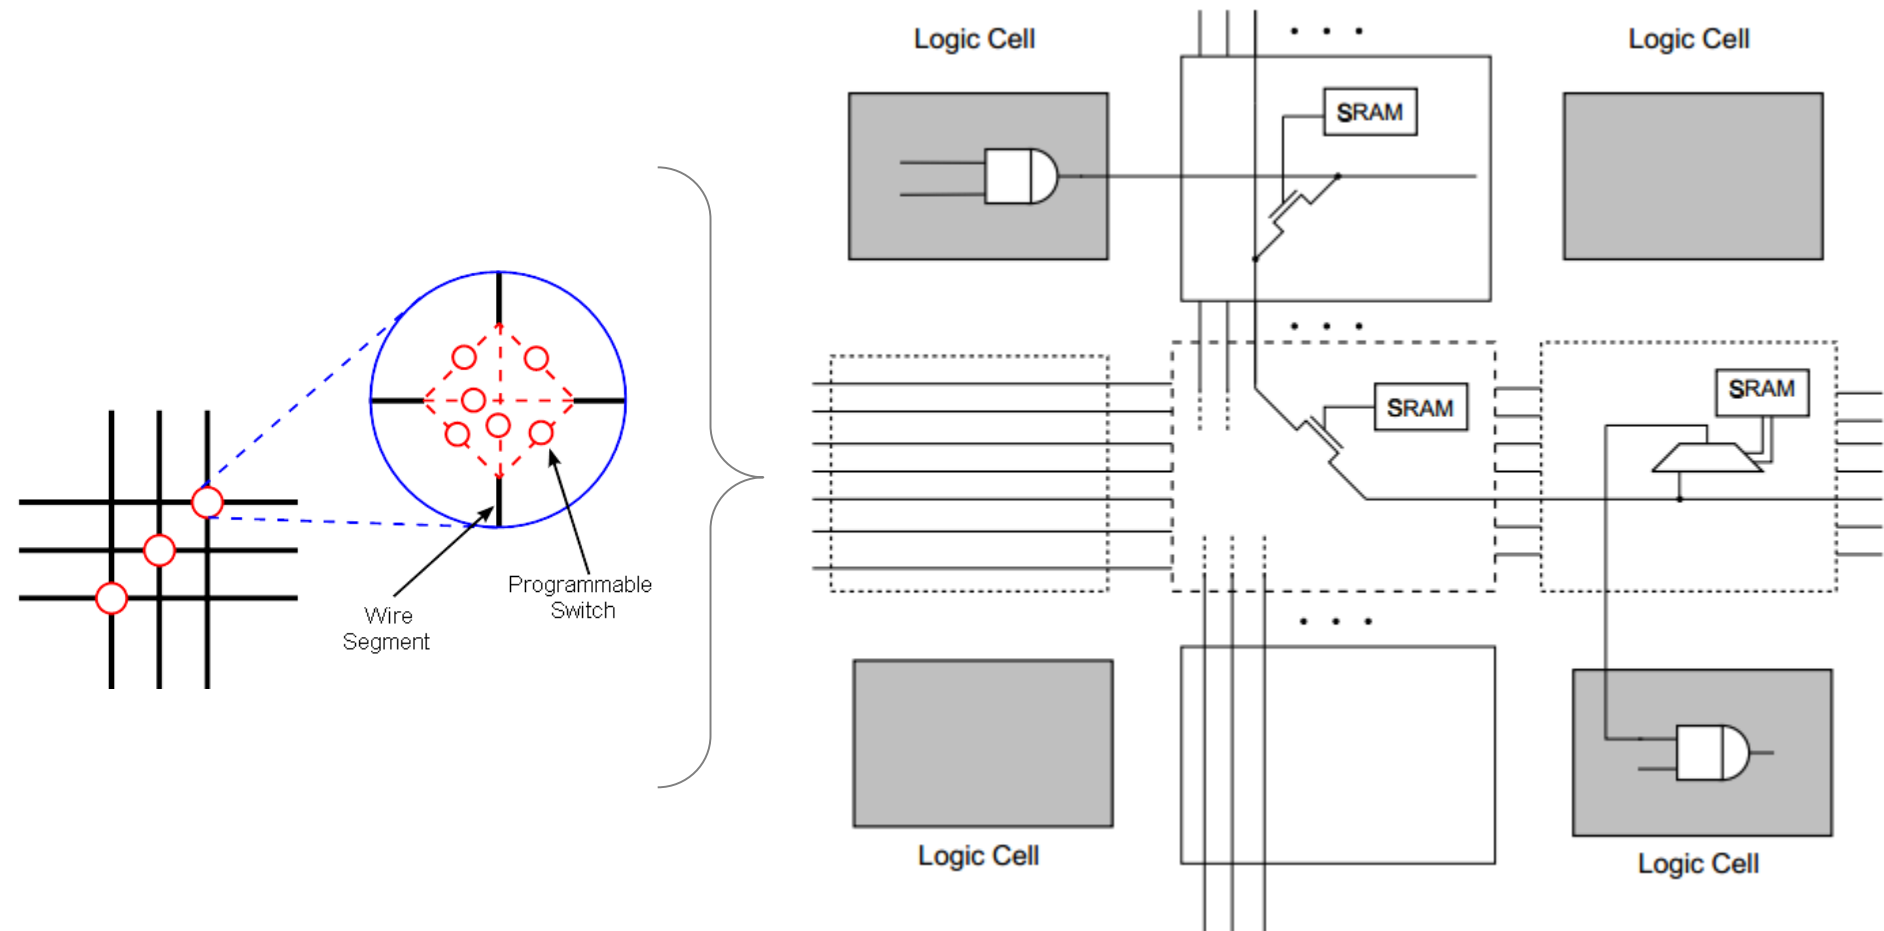 Logic Cell
Logic Cell
SRAM
SRAM
SRAM
Programmable
Switch
Wire
Segment
Logic Cell
Logic Cell